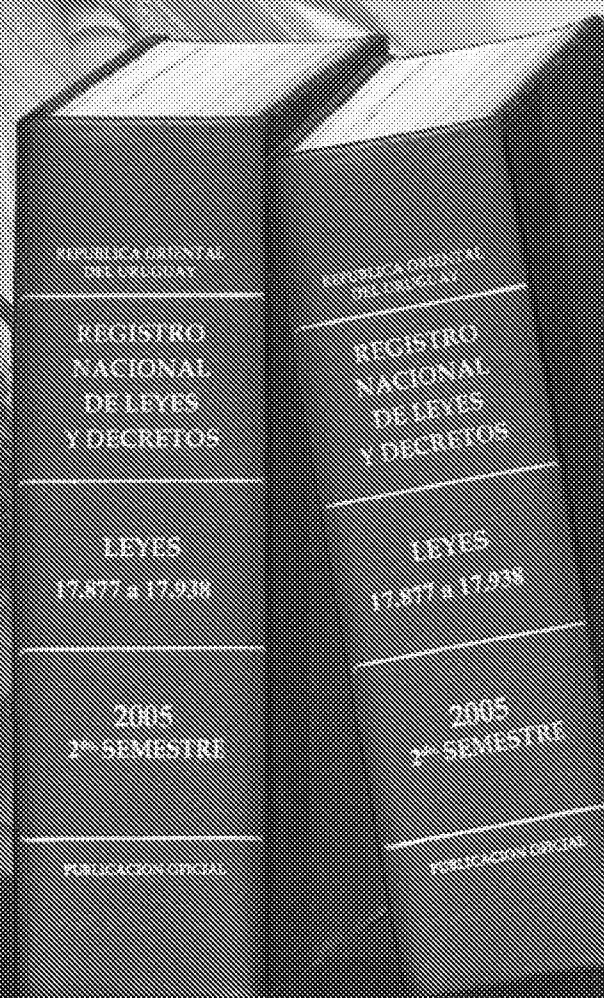 REPUBLICA ORIENTAL
DEL URUGUAY
REGISTRO
NACIONAL
DE LEYES
Y DECRETOS
LEYES
17.877 a 17.938
2005
2do SEMESTRE
PUBLICACION OFICIAL
REPUBLICA ORIENTAL
DEL URUGUAY
REGISTRO
NACIONAL
DE LEYES
Y DECRETOS
LEYES
17.877 a 17.938
2005
2do SEMESTRE
PUBLICACION OFICIAL